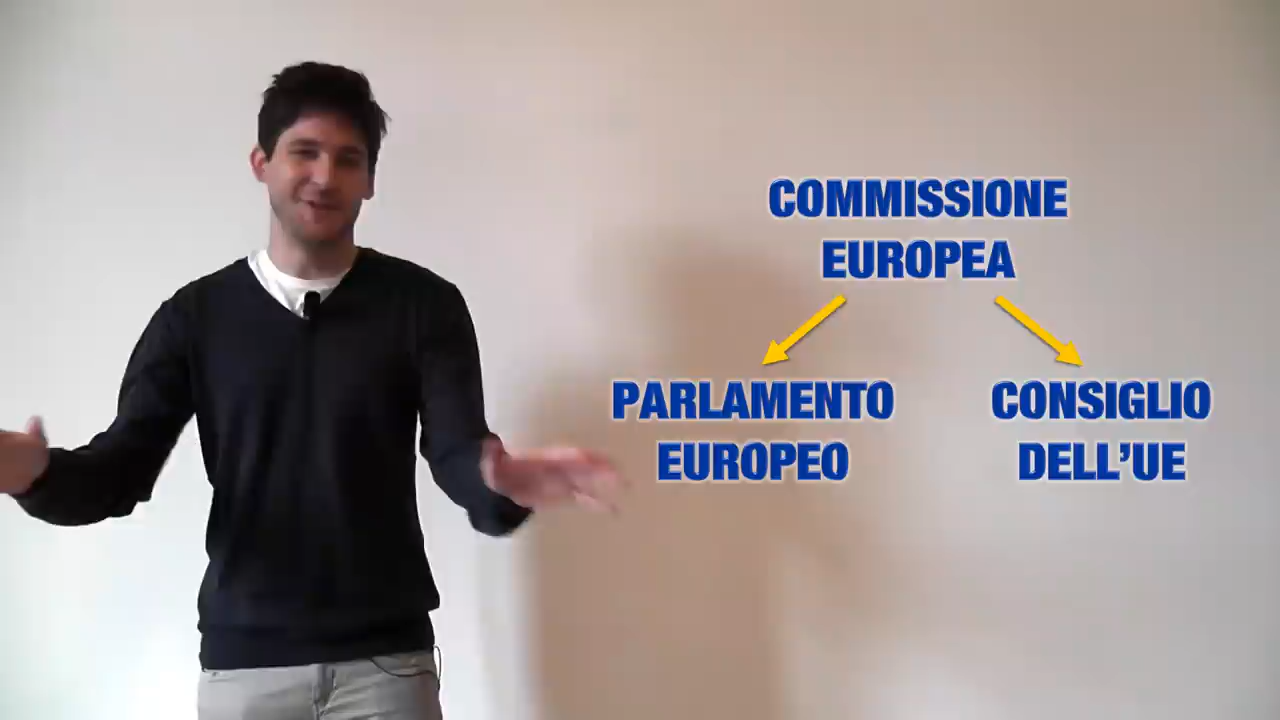 COMMISSIONE
EUROPEA
PARLAMENTO
EUROPEO
CONSIGLIO
DELL’UE